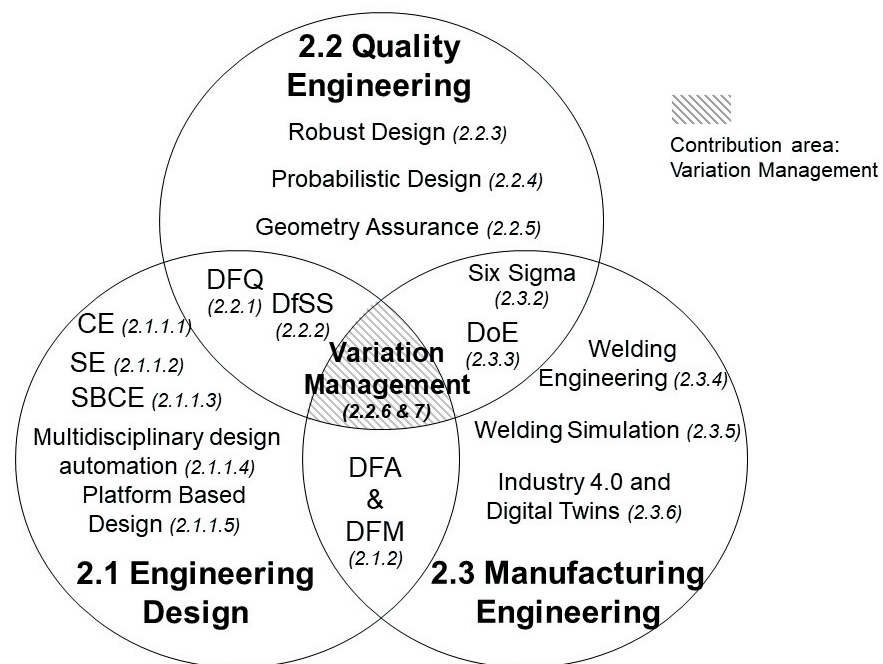 2.2 Quality
Engineering
Robust Design (2.2.3)
Probabilistic Design (2.2.4)
Geometry Assurance (2.2.5)
Contribution area:
Variation Management
DFQ
(2.2.1)
DfSS
(2.2.2)
Six Sigma
(2.3.2)
DoE
(2.3.3)
CE (2.1.1.1)
SE (2.1.1.2)
SBCE (2.1.1.3)
Multidisciplinary design
automation (2.1.1.4)
Platform Based
Design (2.1.1.5)
Variation
Management
(2.2.6 & 7)
Welding
Engineering (2.3.4)
Welding Simulation (2.3.5)
Industry 4.0 and
Digital Twins (2.3.6)
DFA
&
DFM
(2.1.2)
2.1 Engineering
Design
2.3 Manufacturing
Engineering